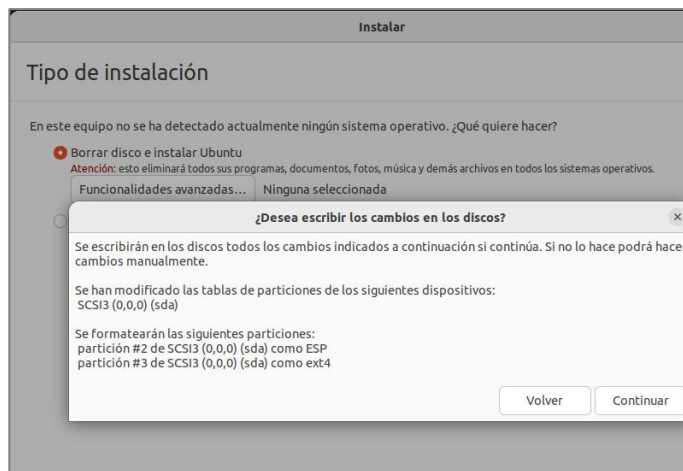 Instalar
Tipo de instalación
En este equipo no se ha detectado actualmente ningún sistema operativo. ¿Qué quiere hacer?
Borrar disco e instalar Ubuntu
Atención: esto eliminará todos sus programas, documentos, fotos, música y demás archivos en todos los sistemas operativos.
Funcionalidades avanzadas... Ninguna seleccionada
¿Desea escribir los cambios en los discos?
Se escribirán en los discos todos los cambios indicados a continuación si continúa. Si no lo hace podrá hace
cambios manualmente.
Se han modificado las tablas de particiones de los siguientes dispositivos:
SCSI3 (0,0,0) (sda)
Se formatearán las siguientes particiones:
partición #2 de SCSI3 (0,0,0) (sda) como ESP
partición #3 de SCSI3 (0,0,0) (sda) como ext4
Volver Continuar